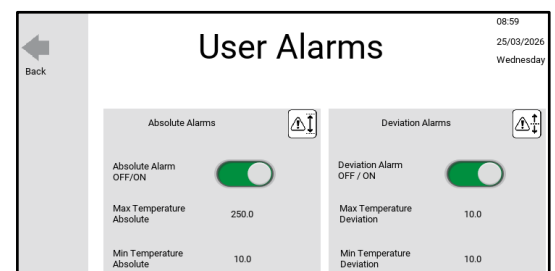 08:59
25/03/2026
Wednesday
Back
User Alarms
Absolute Alarms
Absolute Alarm
OFF/ON
Max Temperature
Absolute
250.0
Min Temperature
Absolute
10.0
Deviation Alarms
Deviation Alarm
OFF / ON
Max Temperature
Deviation
10.0
Min Temperature
Deviation
10.0